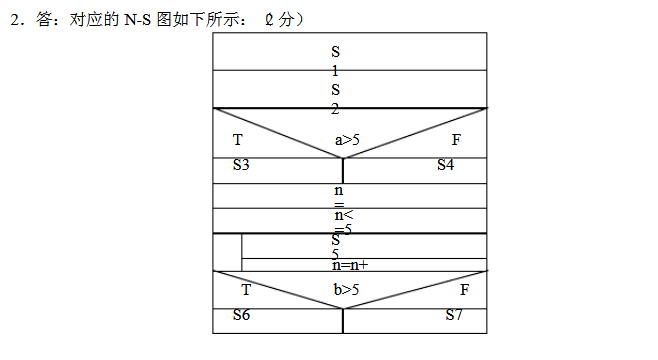 2．答：对应的 N-S 图如下所示：（2 分）
S
1
S
2
T a>5 F
S3 S4
n
=
n<
=5
S
5
n=n+
T b>5 F
S6 S7